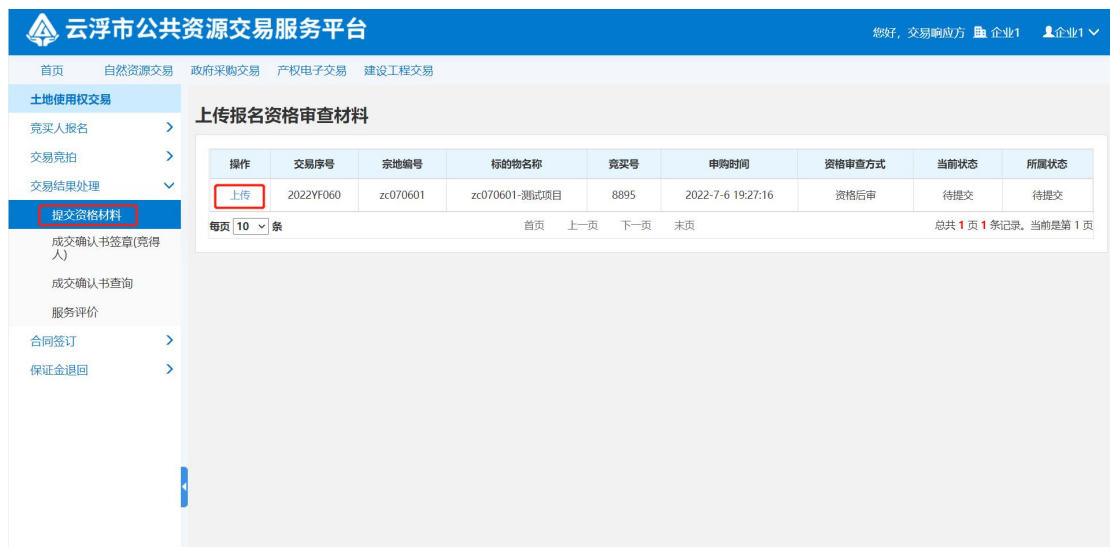 云浮市公共资源交易服务平台
您好，交易响应方 企业1 企业1
首页 自然资源交易 政府采购交易 产权电子交易 建设工程交易
土地使用权交易
竞买人报名
交易竞拍
交易结果处理
提交资格材料
成交确认书签章(竞得
人)
成交确认书查询
服务评价
合同签订
保证金退回
上传报名资格审查材料
操作 交易序号 宗地编号 标的物名称 竞买号 申购时间 资格审查方式 当前状态 所属状态
上传 2022YF060 zc070601 zc070601-测试项目 8895 2022-7-6 19:27:16 资格后审 待提交 待提交
每页 10 条 首页 上一页 下一页 末页 总共 1 页 1 条记录。当前是第 1 页